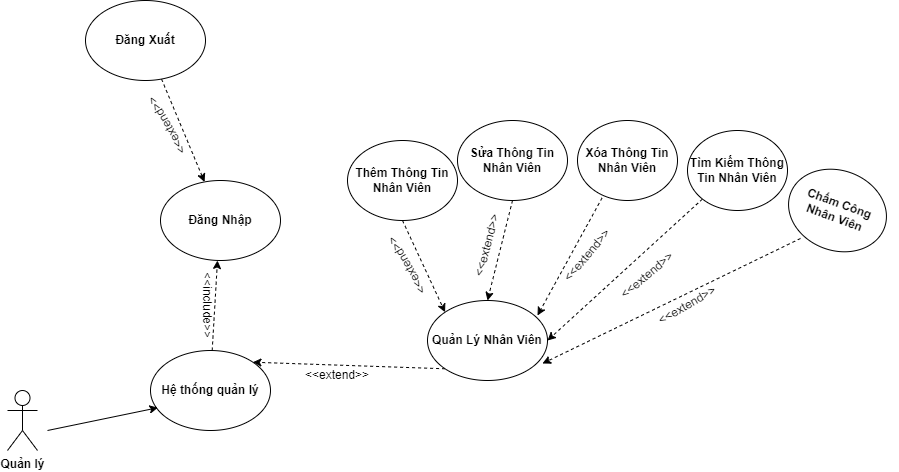 Đăng Xuất
<<extend>>
Thêm Thông Tin
Nhân Viên
Sửa Thông Tin
Nhân Viên
Xóa Thông Tin
Nhân Viên
Tìm Kiếm Thông
Tin Nhân Viên
Chấm Công
Nhân Viên
Đăng Nhập
<<extend>>
<<extend>>
<<extend>>
<<extend>>
<<extend>>
<<include>>
Quản Lý Nhân Viên
<<extend>>
Hệ thống quản lý
Quản lý